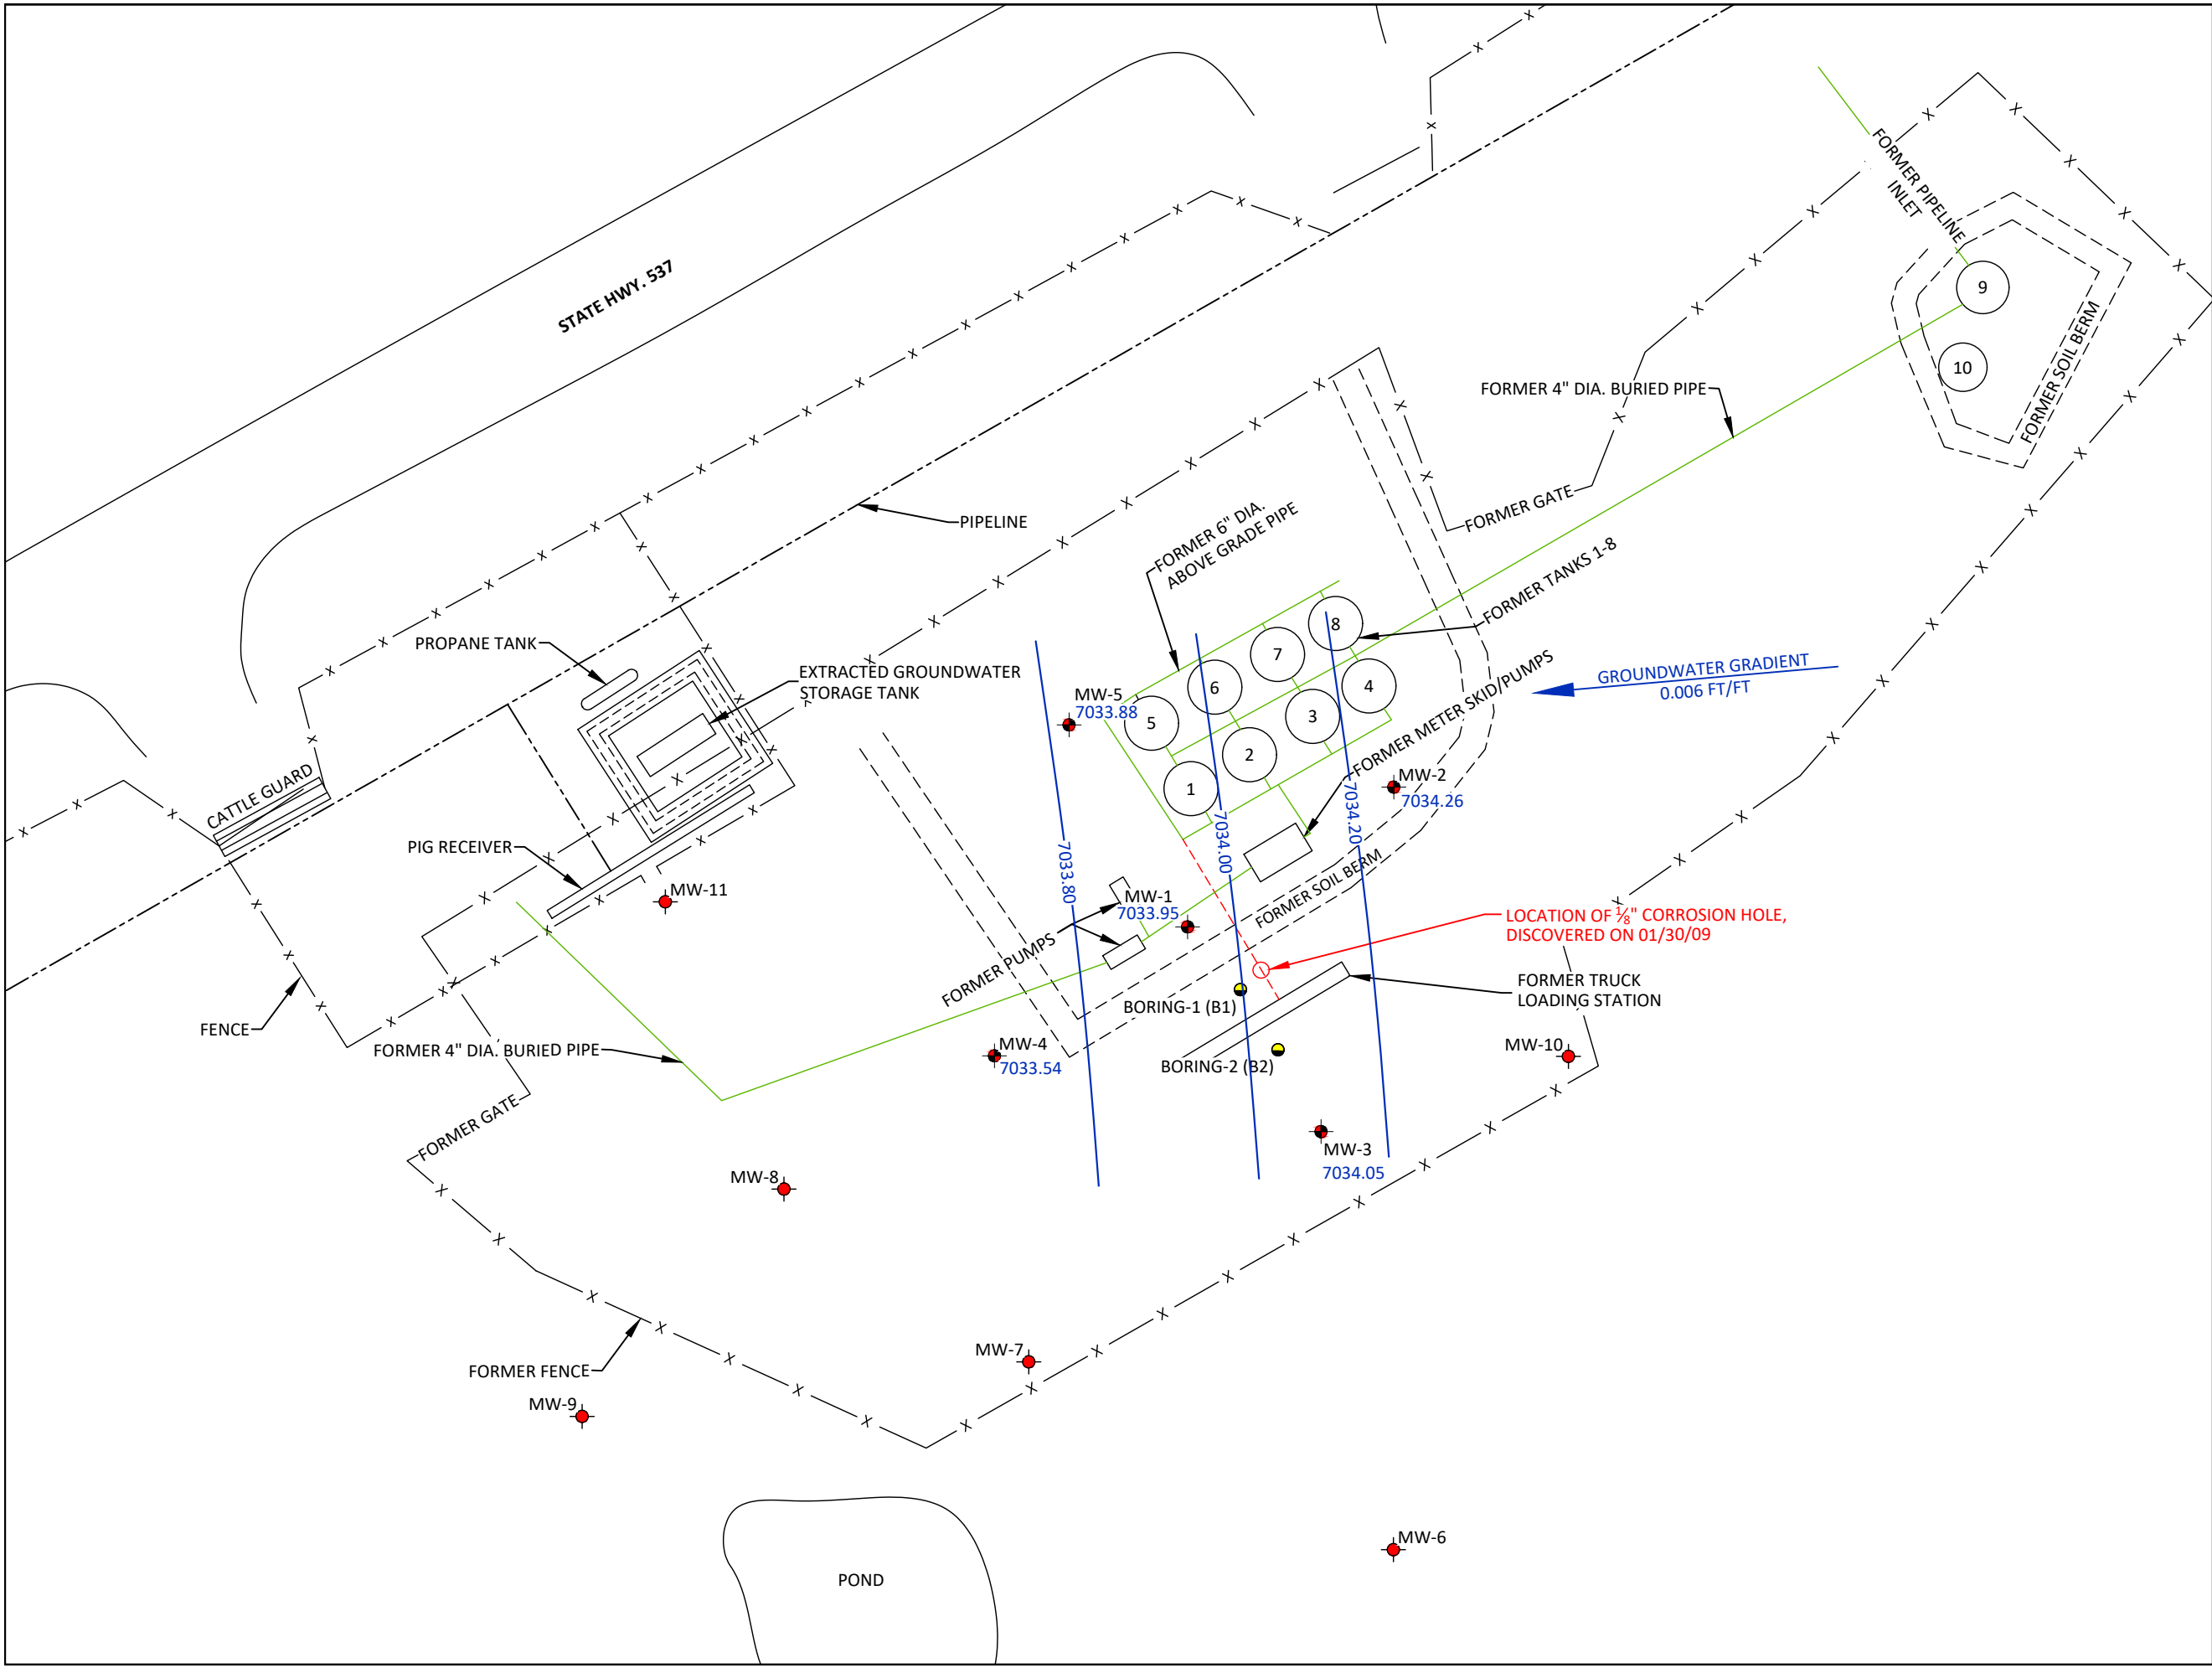 STATE HWY. 537
FORMER PIPELINE
INLET
9
10
FORMER SOIL BERM
FORMER 4" DIA. BURIED PIPE
FORMER GATE
PIPELINE
FORMER 6" DIA.
ABOVE GRADE PIPE
FORMER TANKS 1-8
PROPANE TANK
EXTRACTED GROUNDWATER
STORAGE TANK
8
7
6
5
4
3
2
1
MW-5
7033.88
FORMER METER SKID/PUMPS
GROUNDWATER GRADIENT
0.006 FT/FT
MW-2
7034.26
CATTLE GUARD
PIG RECEIVER
MW-11
7033.80
7034.00
7034.20
MW-1
7033.95
FORMER SOIL BERM
FORMER PUMPS
LOCATION OF ⅛" CORROSION HOLE,
DISCOVERED ON 01/30/09
FORMER TRUCK
LOADING STATION
BORING-1 (B1)
FENCE
FORMER 4" DIA. BURIED PIPE
MW-4
7033.54
BORING-2 (B2)
MW-10
FORMER GATE
MW-3
7034.05
MW-8
MW-7
FORMER FENCE
MW-9
MW-6
POND